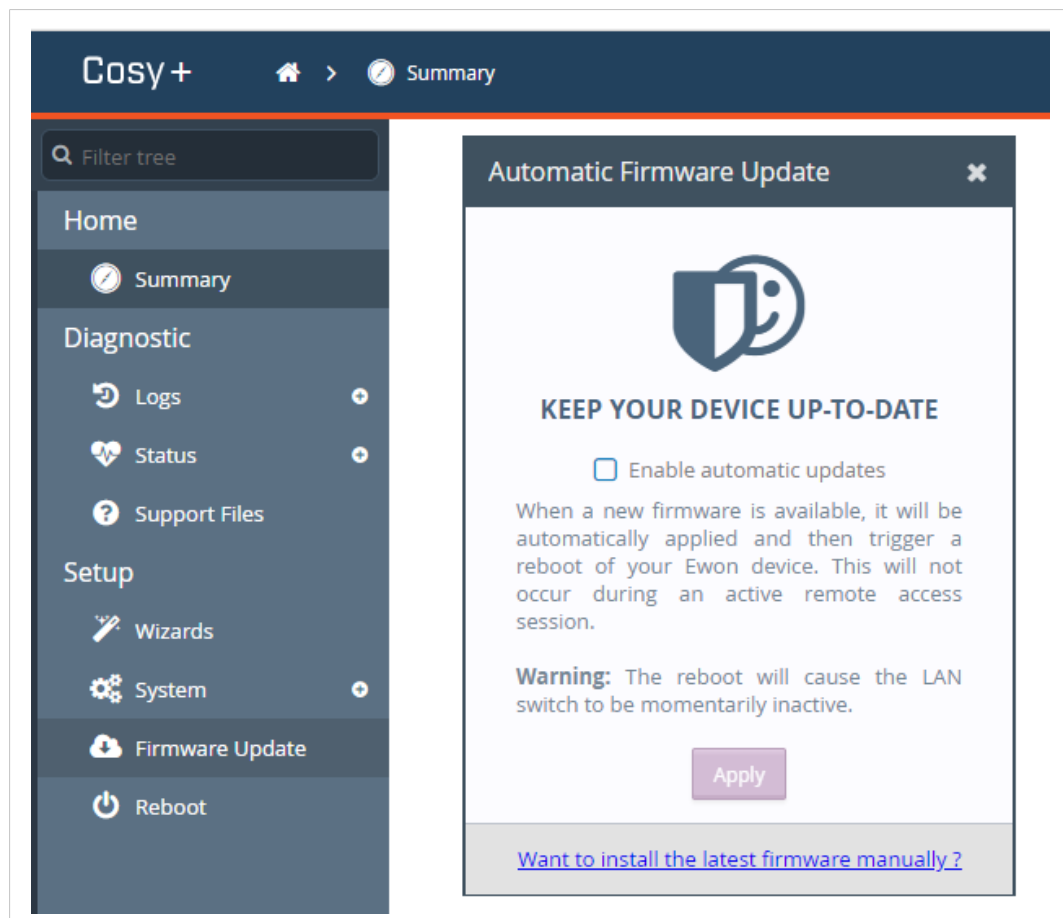 Cosy+
Summary
Filter tree
Home
Summary
Diagnostic
Logs
Status
Support Files
Setup
Wizards
System
Firmware Update
Reboot
Automatic Firmware Update
KEEP YOUR DEVICE UP-TO-DATE
Enable automatic updates
When a new firmware is available, it will be
automatically applied and then trigger a
reboot of your Ewon device. This will not
occur during an active remote access
session.
Warning: The reboot will cause the LAN
switch to be momentarily inactive.
Apply
Want to install the latest firmware manually ?